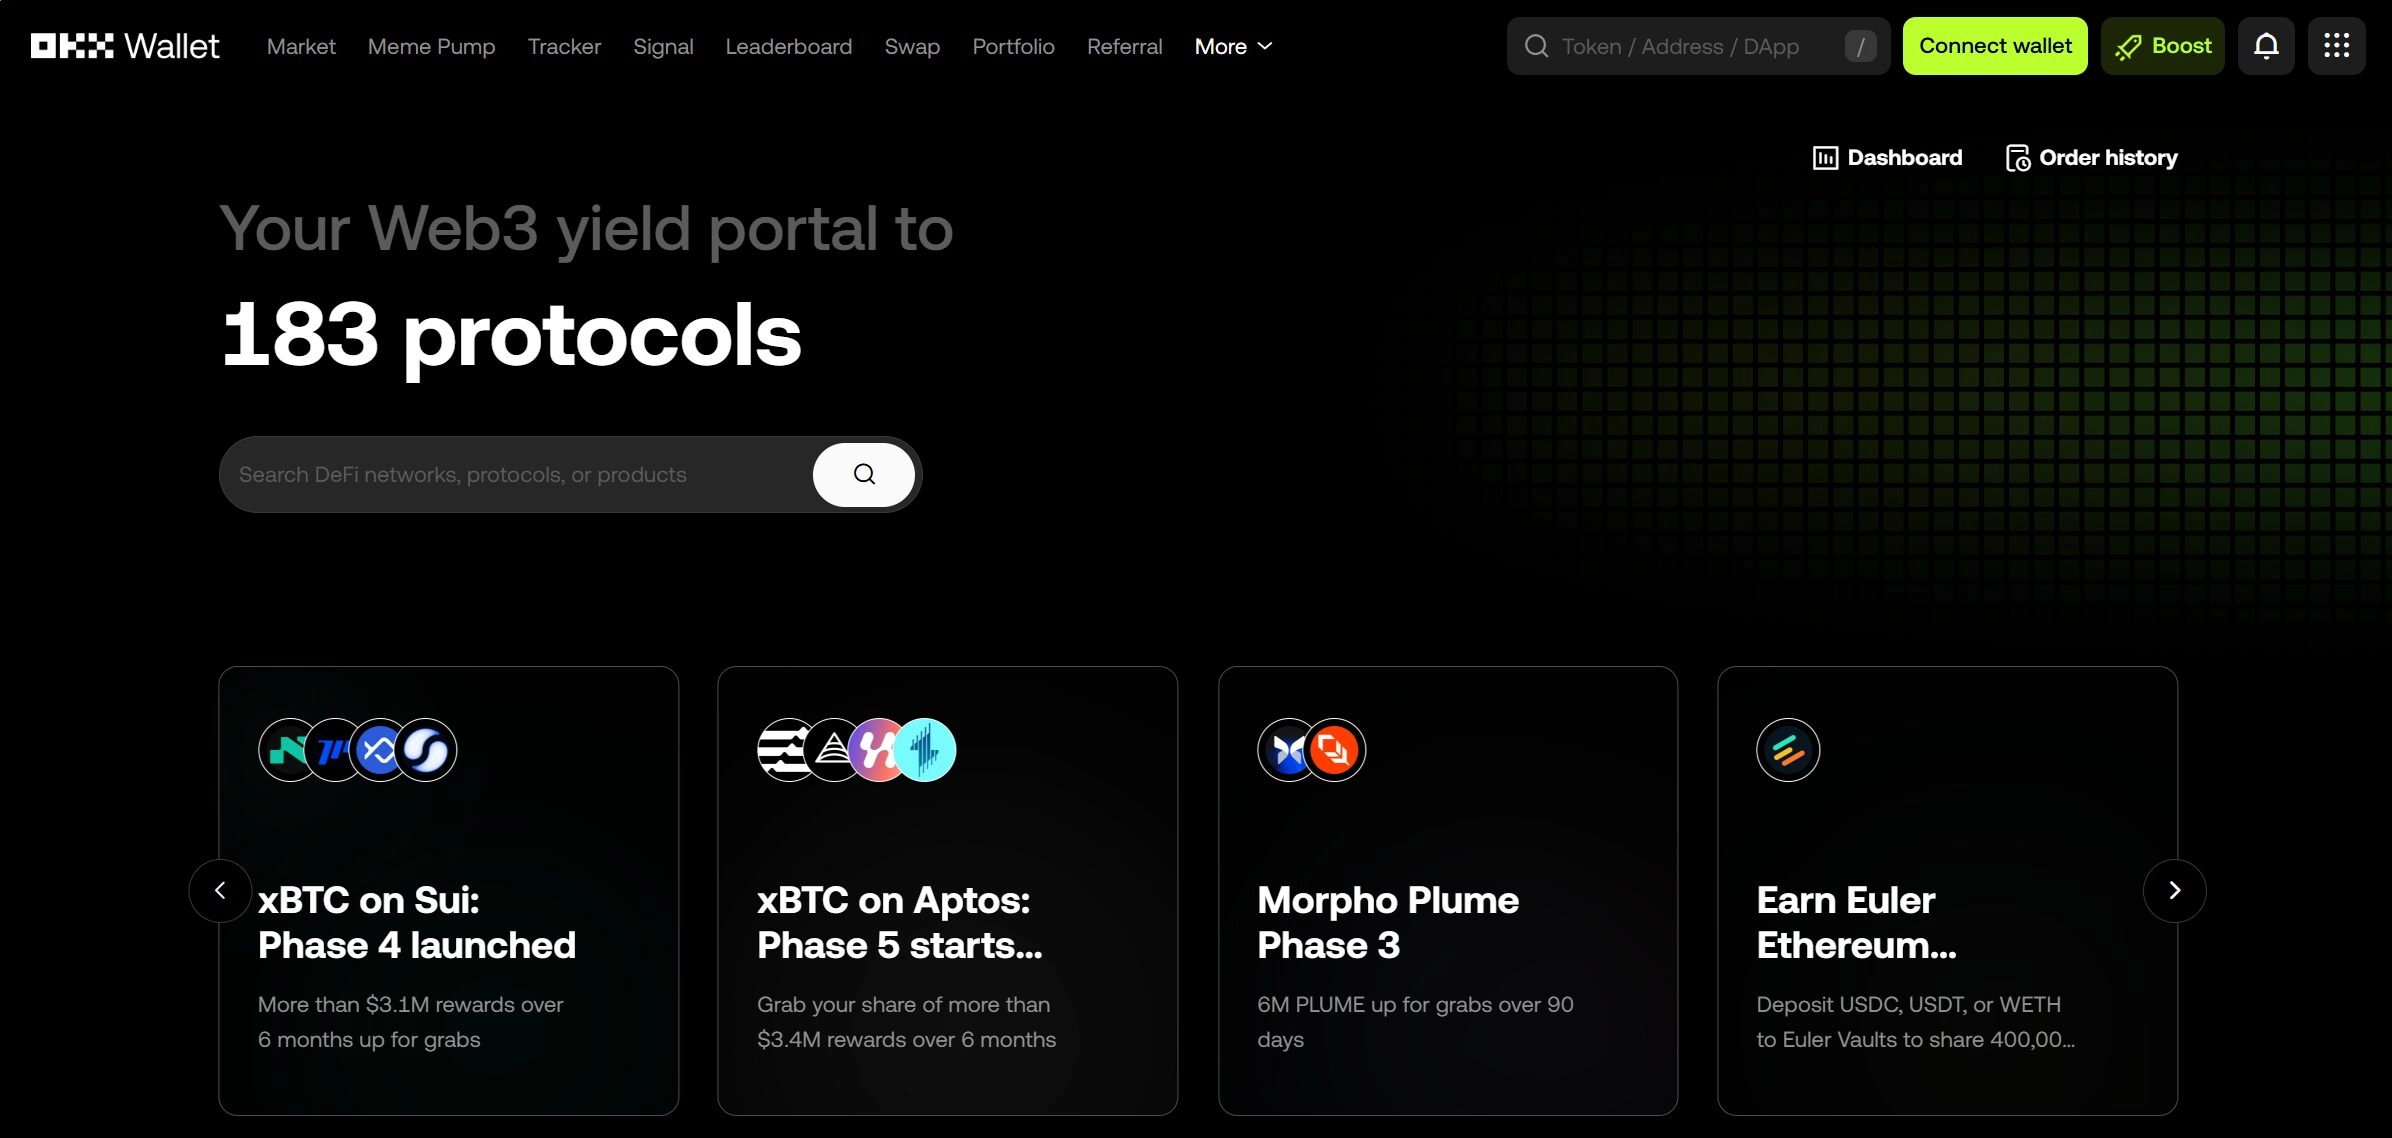 OKX Wallet Market Meme Pump Tracker Signal Leaderboard Swap Portfolio Referral More Token / Address / DApp / Connect wallet Boost
Dashboard Order history
Your Web3 yield portal to
183 protocols
Search DeFi networks, protocols, or products
xBTC on Sui:
Phase 4 launched
More than $3.1M rewards over
6 months up for grabs
xBTC on Aptos:
Phase 5 starts...
Grab your share of more than
$3.4M rewards over 6 months
Morpho Plume
Phase 3
6M PLUME up for grabs over 90
days
Earn Euler
Ethereum...
Deposit USDC, USDT, or WETH
to Euler Vaults to share 400,00...